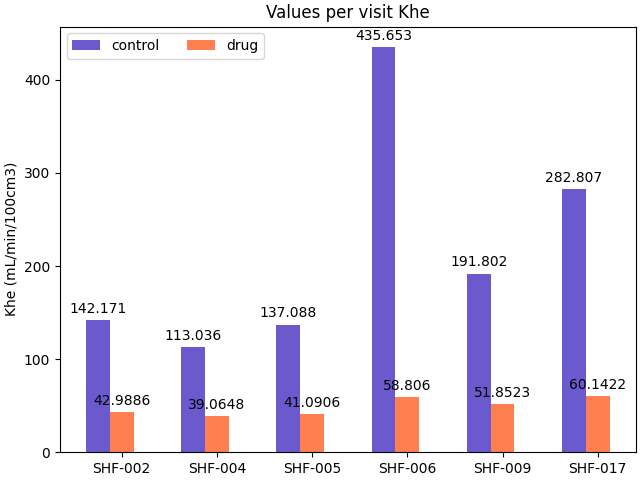 Values per visit Khe
control
drug
Khe (mL/min/100cm3)
400
300
200
100
0
142.171
42.9886
113.036
39.0648
137.088
41.0906
435.653
58.806
191.802
51.8523
282.807
60.1422
SHF-002
SHF-004
SHF-005
SHF-006
SHF-009
SHF-017